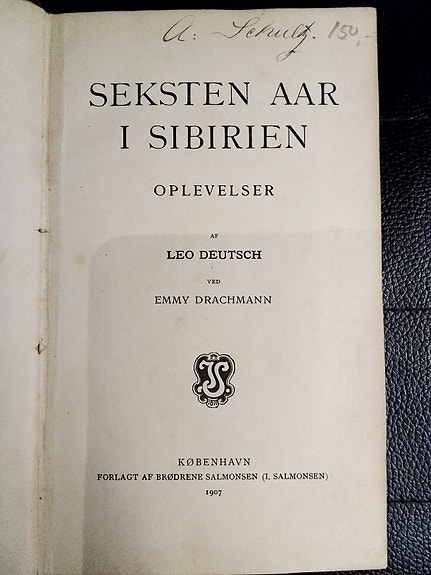 A: Schultz. 150,-
SEKSTEN AAR
I SIBIRIEN
OPLEVELSER
AF
LEO DEUTSCH
VED
EMMY DRACHMANN
KØBENHAVN
FORLAGT AF BRØDRENE SALMONSEN (I. SALMONSEN)
1907